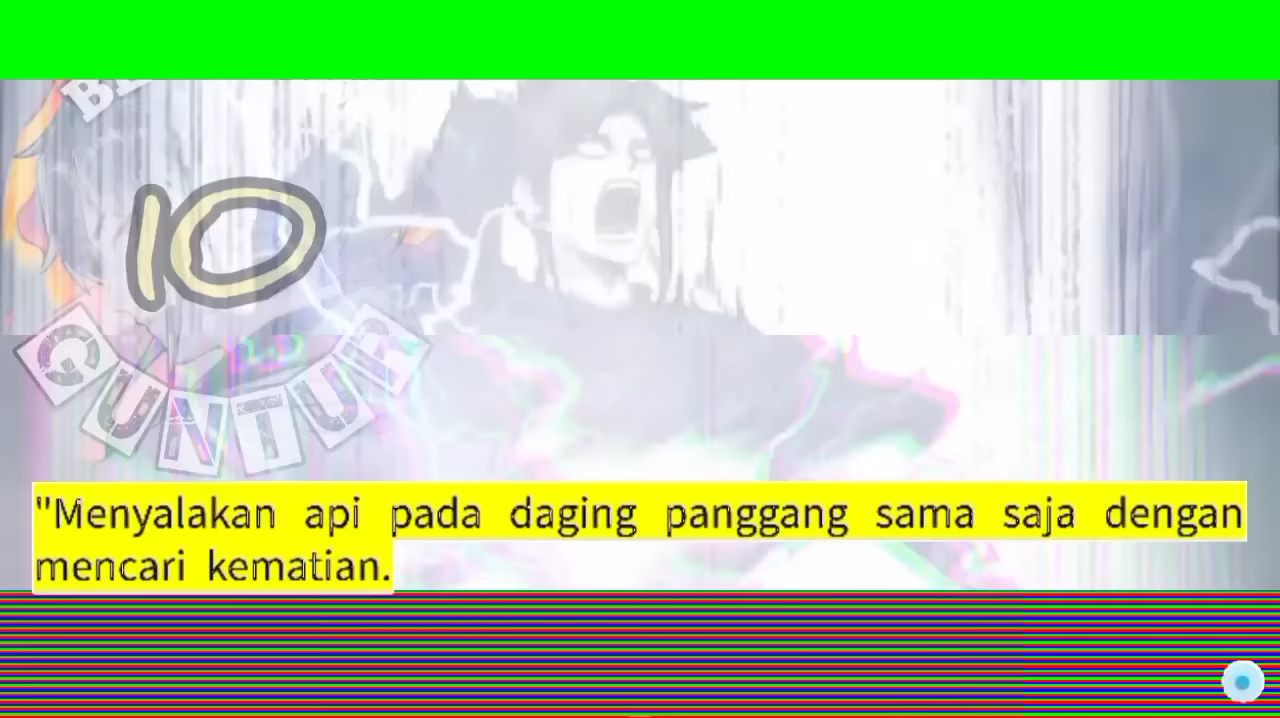 10
GUNTUR
"Menyalakan api pada daging panggang sama saja dengan
mencari kematian.